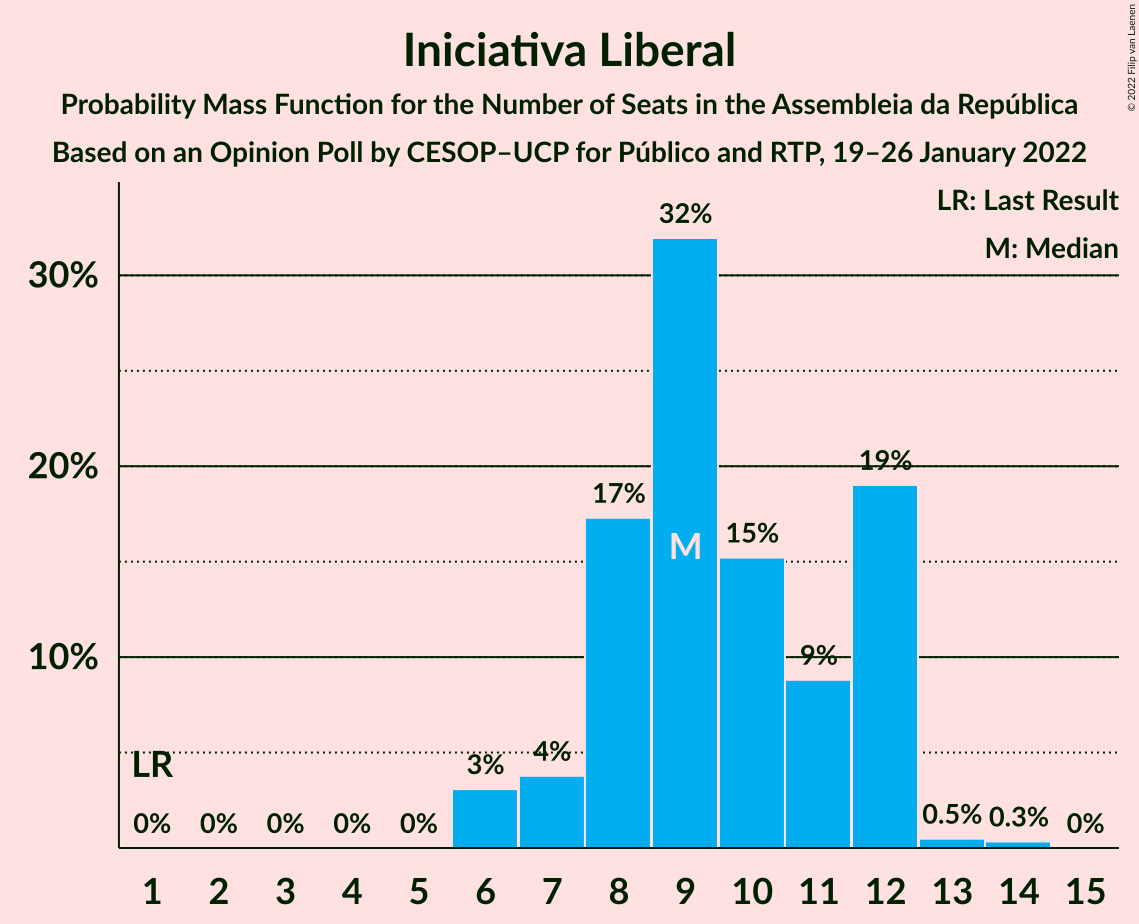 Iniciativa Liberal
Probability Mass Function for the Number of Seats in the Assembleia da República
Based on an Opinion Poll by CESOP–UCP for Público and RTP, 19–26 January 2022
© 2022 Filip van Laenen
LR: Last Result
M: Median
32%
30%
19%
20%
17%
15%
M
10%
9%
LR
3%
4%
0%
0%
0%
0%
0%
0.5%
0.3%
0%
1 2 3 4 5 6 7 8 9 10 11 12 13 14 15